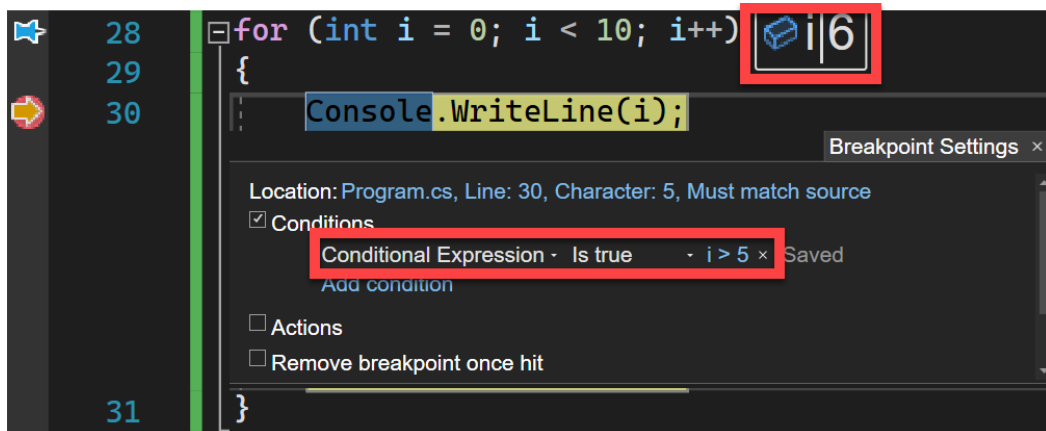 28 for (int i = 0; i < 10; i++) i 6
29 {
30 Console.WriteLine(i);
Breakpoint Settings ×
Location: Program.cs, Line: 30, Character: 5, Must match source
Conditions
Conditional Expression Is true i > 5 × Saved
Add condition
Actions
Remove breakpoint once hit
31 }